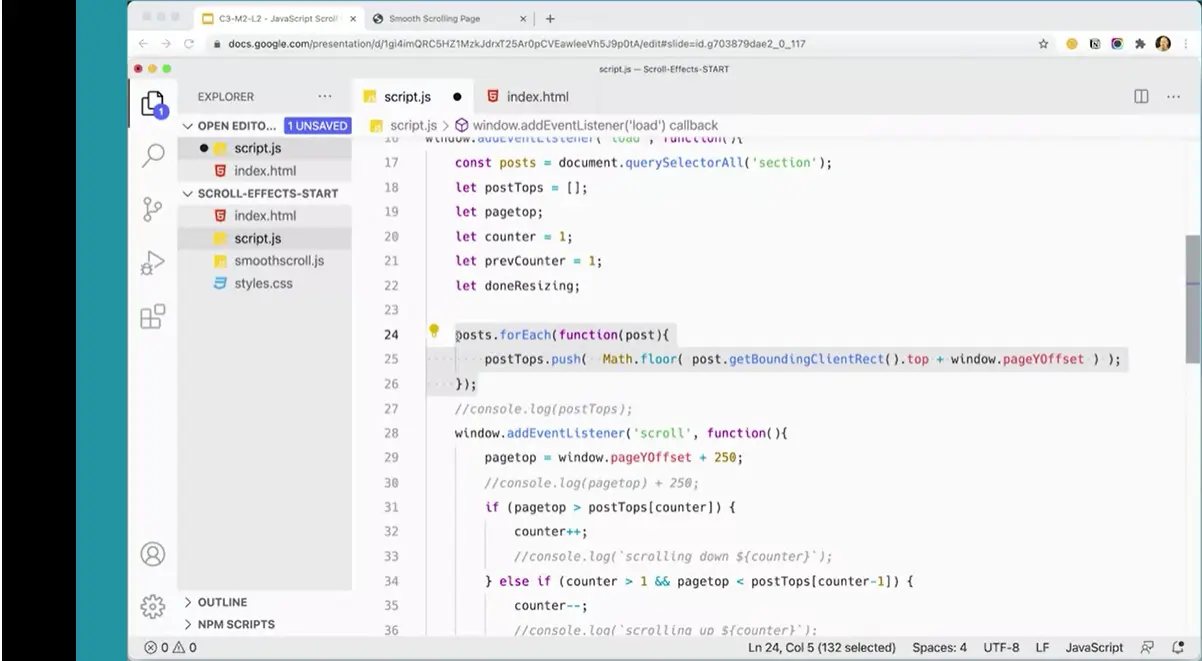 C3-M2-L2 - JavaScript Scroll
Smooth Scrolling Page
docs.google.com/presentation/d/1gi4imQRC5HZ1MzkJdrxT25Ar0pCVEawleeVh5J9p0tA/edit#slide=id.g703879dae2_0_117
script.js — Scroll-Effects-START
EXPLORER
script.js
index.html
1
OPEN EDITO... 1 UNSAVED
script.js > window.addEventListener('load') callback
script.js
index.html
SCROLL-EFFECTS-START
index.html
script.js
smoothscroll.js
styles.css
OUTLINE
NPM SCRIPTS
16 window.addEventListener('load', function(){
17 const posts = document.querySelectorAll('section');
18 let postTops = [];
19 let pagetop;
20 let counter = 1;
21 let prevCounter = 1;
22 let doneResizing;
23
24 posts.forEach(function(post){
25 postTops.push( Math.floor( post.getBoundingClientRect().top + window.pageYOffset ) );
26 });
27 //console.log(postTops);
28 window.addEventListener('scroll', function(){
29 pagetop = window.pageYOffset + 250;
30 //console.log(pagetop) + 250;
31 if (pagetop > postTops[counter]) {
32 counter++;
33 //console.log(`scrolling down ${counter}`);
34 } else if (counter > 1 && pagetop < postTops[counter-1]) {
35 counter--;
36 //console.log(`scrolling up ${counter}`);
0 0
Ln 24, Col 5 (132 selected) Spaces: 4 UTF-8 LF JavaScript